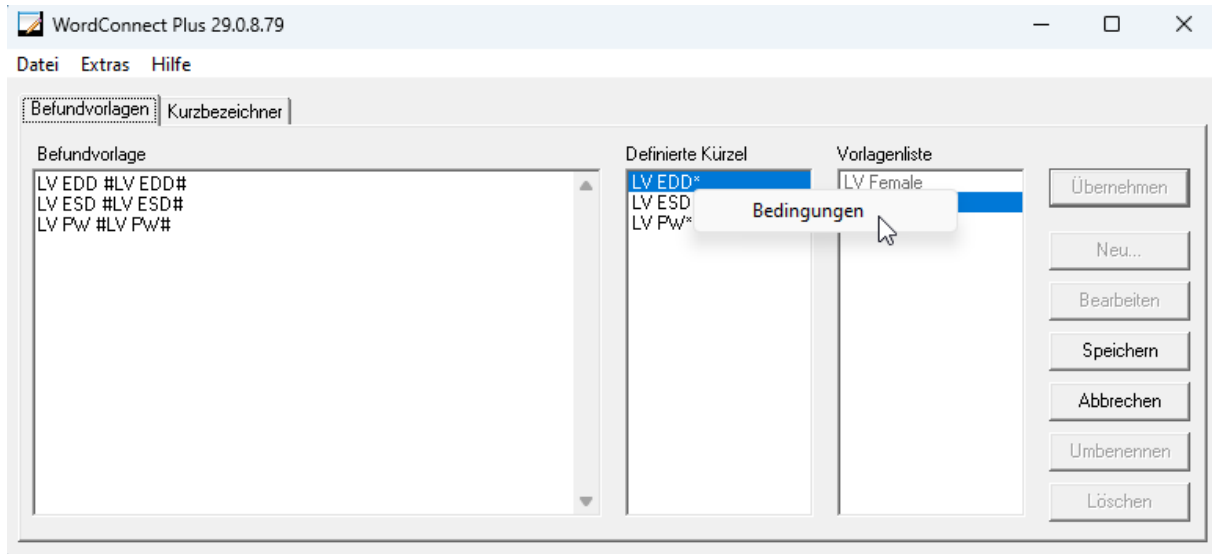 WordConnect Plus 29.0.8.79
Datei Extras Hilfe
Befundvorlagen Kurzbezeichner
Befundvorlage
LV EDD #LV EDD#
LV ESD #LV ESD#
LV PW #LV PW#
Definierte Kürzel
LV EDD*
LV ESD
LV PW*
Bedingungen
Vorlagenliste
LV Female
Übernehmen
Neu...
Bearbeiten
Speichern
Abbrechen
Umbenennen
Löschen